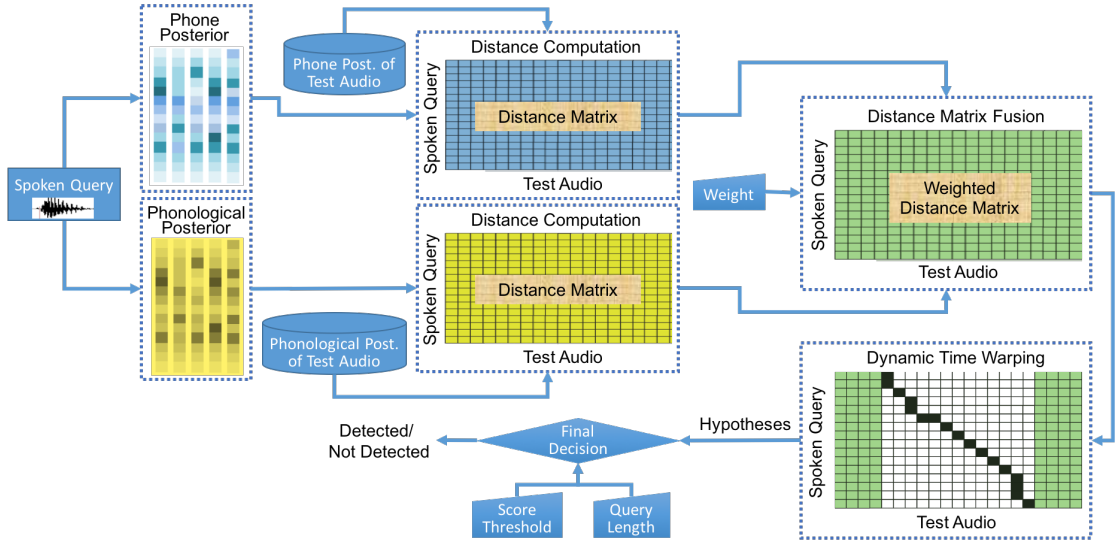 Phone
Posterior
Phone Post. of
Test Audio
Distance Computation
Spoken Query
Distance Matrix
Test Audio
Distance Matrix Fusion
Spoken Query
Weighted
Distance Matrix
Test Audio
Weight
Spoken Query
Phonological
Posterior
Distance Computation
Spoken Query
Distance Matrix
Test Audio
Phonological Post.
of Test Audio
Dynamic Time Warping
Spoken Query
Test Audio
Hypotheses
Final
Decision
Detected/
Not Detected
Score
Threshold
Query
Length